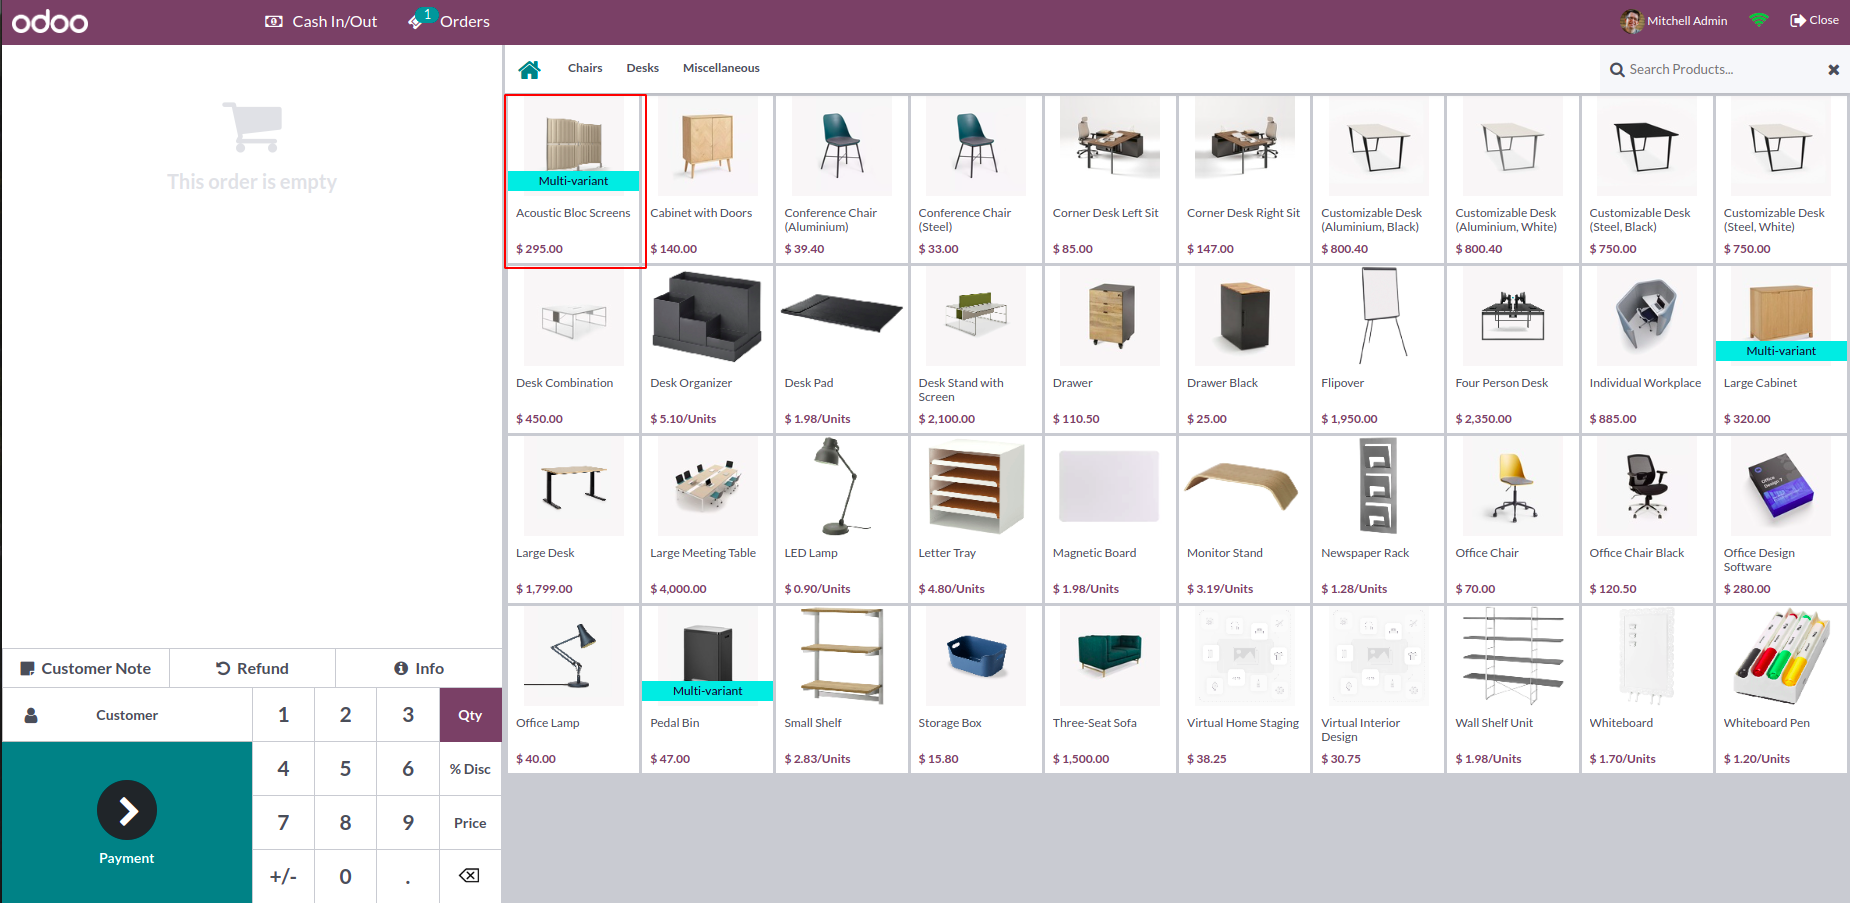 odoo
Cash In/Out
1
Orders
Mitchell Admin
Close
This order is empty
Chairs
Desks
Miscellaneous
Search Products...
Multi-variant
Acoustic Bloc Screens
$ 295.00
Cabinet with Doors
$ 140.00
Conference Chair
(Aluminium)
$ 39.40
Conference Chair
(Steel)
$ 33.00
Corner Desk Left Sit
$ 85.00
Corner Desk Right Sit
$ 147.00
Customizable Desk
(Aluminium, Black)
$ 800.40
Customizable Desk
(Aluminium, White)
$ 800.40
Customizable Desk
(Steel, Black)
$ 750.00
Customizable Desk
(Steel, White)
$ 750.00
Desk Combination
$ 450.00
Desk Organizer
$ 5.10/Units
Desk Pad
$ 1.98/Units
Desk Stand with
Screen
$ 2,100.00
Drawer
$ 110.50
Drawer Black
$ 25.00
Flipover
$ 1,950.00
Four Person Desk
$ 2,350.00
Individual Workplace
$ 885.00
Multi-variant
Large Cabinet
$ 320.00
Large Desk
$ 1,799.00
Large Meeting Table
$ 4,000.00
LED Lamp
$ 0.90/Units
Letter Tray
$ 4.80/Units
Magnetic Board
$ 1.98/Units
Monitor Stand
$ 3.19/Units
Newspaper Rack
$ 1.28/Units
Office Chair
$ 70.00
Office Chair Black
$ 120.50
Office
Design 7
Office Design
Software
$ 280.00
Office Lamp
$ 40.00
Multi-variant
Pedal Bin
$ 47.00
Small Shelf
$ 2.83/Units
Storage Box
$ 15.80
Three-Seat Sofa
$ 1,500.00
Virtual Home Staging
$ 38.25
Virtual Interior
Design
$ 30.75
Wall Shelf Unit
$ 1.98/Units
Whiteboard
$ 1.70/Units
Whiteboard Pen
$ 1.20/Units
Customer Note
Refund
Info
Customer
1 2 3 Qty
4 5 6 % Disc
7 8 9 Price
+/- 0 .
Payment